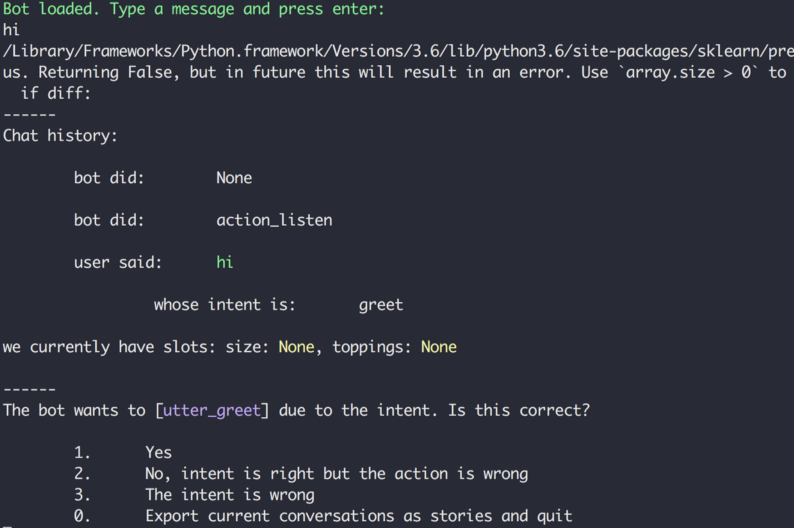 Bot loaded. Type a message and press enter:
hi
/Library/Frameworks/Python.framework/Versions/3.6/lib/python3.6/site-packages/sklearn/pre
us. Returning False, but in future this will result in an error. Use `array.size > 0` to
if diff:
------
Chat history:
bot did: None
bot did: action_listen
user said: hi
whose intent is: greet
we currently have slots: size: None, toppings: None
------
The bot wants to [utter_greet] due to the intent. Is this correct?
1. Yes
2. No, intent is right but the action is wrong
3. The intent is wrong
0. Export current conversations as stories and quit